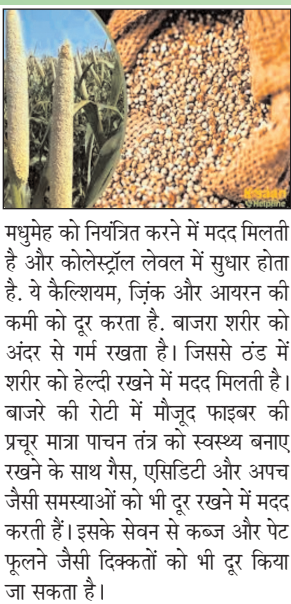 Helpline
मधुमेह को नियंत्रित करने में मदद मिलती
है और कोलेस्ट्रॉल लेवल में सुधार होता
है. ये कैल्शियम, ज़िंक और आयरन की
कमी को दूर करता है. बाजरा शरीर को
अंदर से गर्म रखता है। जिससे ठंड में
शरीर को हेल्दी रखने में मदद मिलती है।
बाजरे की रोटी में मौजूद फाइबर की
प्रचूर मात्रा पाचन तंत्र को स्वस्थ्य बनाए
रखने के साथ गैस, एसिडिटी और अपच
जैसी समस्याओं को भी दूर रखने में मदद
करती हैं। इसके सेवन से कब्ज और पेट
फूलने जैसी दिक्कतों को भी दूर किया
जा सकता है।